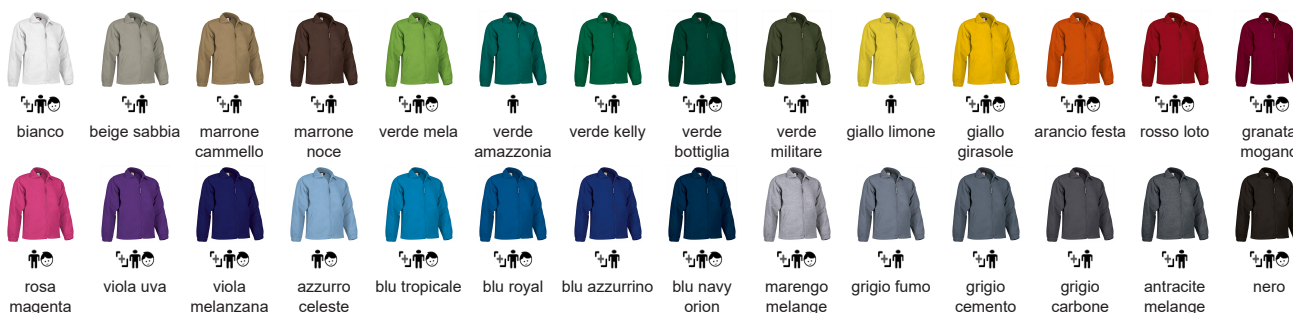 bianco beige sabbia marrone marrone verde mela verde verde kelly verde verde giallo limone giallo arancio festa rosso loto granata
cammello noce amazzonia bottiglia militare girasole mogano
rosa viola uva viola azzurro blu tropicale blu royal blu azzurrino blu navy marengo grigio fumo grigio grigio antracite nero
magenta melanzana celeste orion melange cemento carbone melange